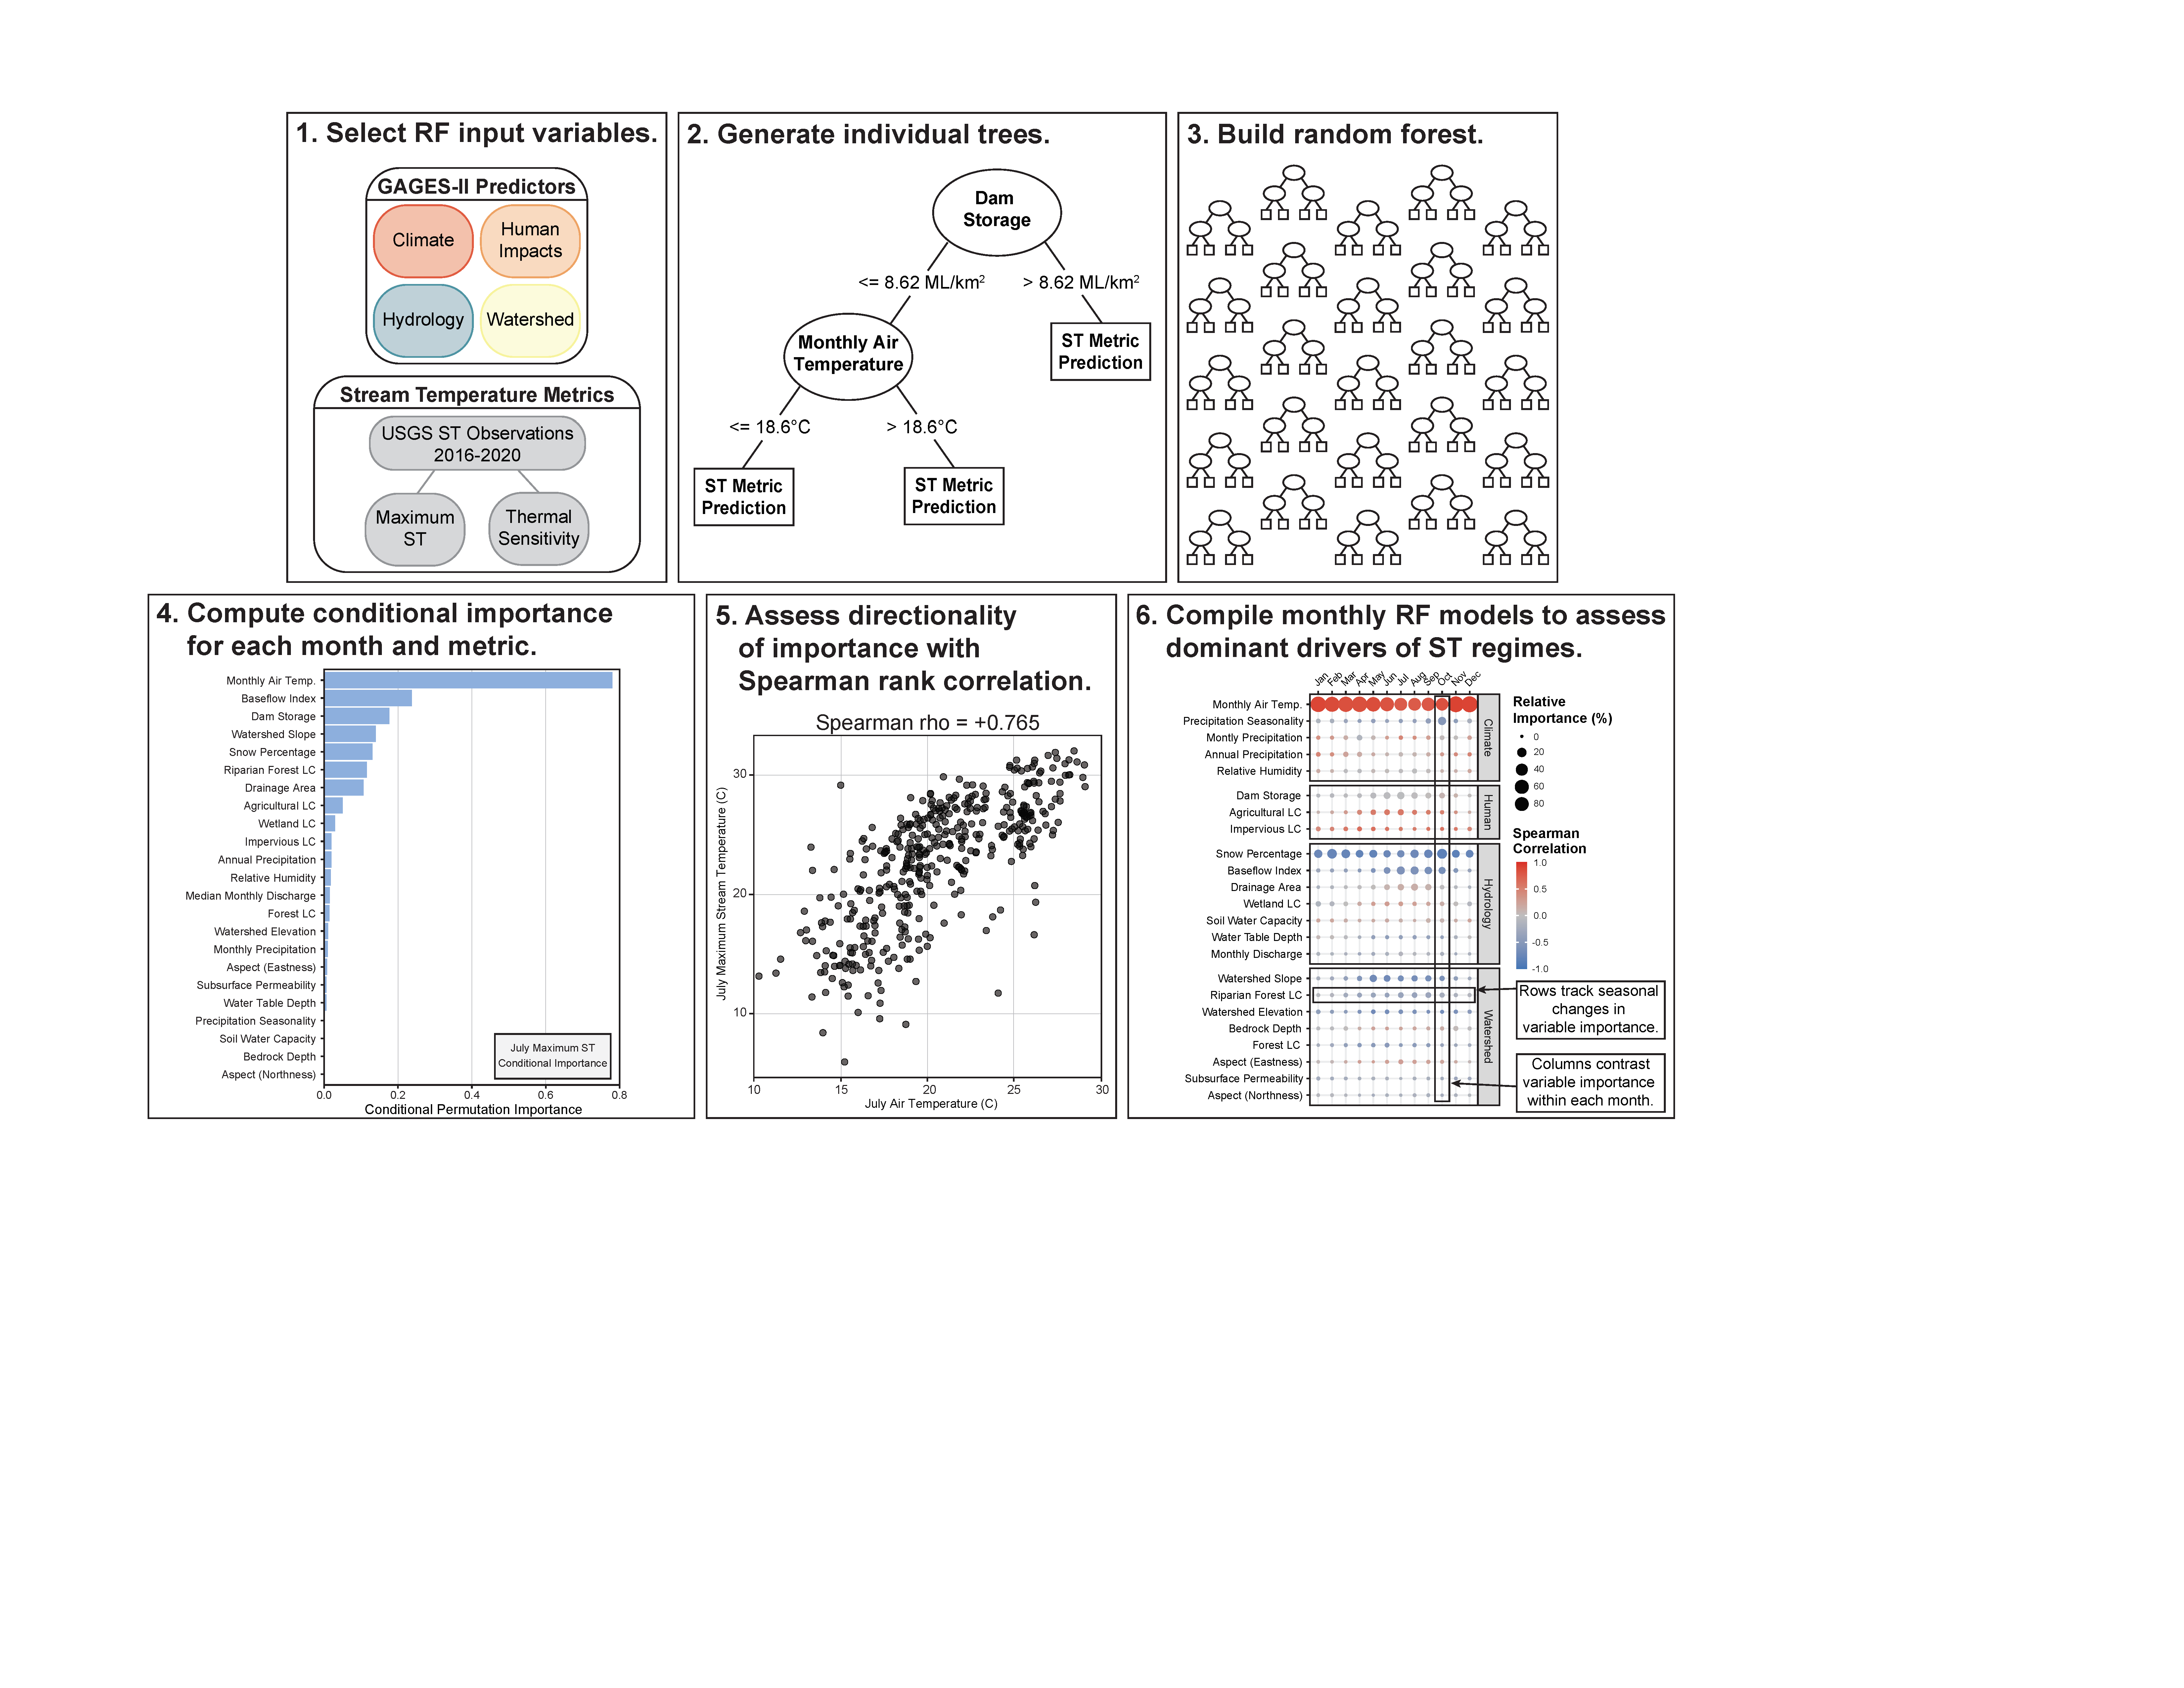 1. Select RF input variables.
GAGES-II Predictors
Climate
Human
Impacts
Hydrology
Watershed
Stream Temperature Metrics
USGS ST Observations
2016-2020
Maximum
ST
Thermal
Sensitivity
2. Generate individual trees.
Dam
Storage
<= 8.62 ML/km²
> 8.62 ML/km²
Monthly Air
Temperature
ST Metric
Prediction
<= 18.6°C
> 18.6°C
ST Metric
Prediction
ST Metric
Prediction
3. Build random forest.
4. Compute conditional importance
for each month and metric.
Monthly Air Temp.
Baseflow Index
Dam Storage
Watershed Slope
Snow Percentage
Riparian Forest LC
Drainage Area
Agricultural LC
Wetland LC
Impervious LC
Annual Precipitation
Relative Humidity
Median Monthly Discharge
Forest LC
Watershed Elevation
Monthly Precipitation
Aspect (Eastness)
Subsurface Permeability
Water Table Depth
Precipitation Seasonality
Soil Water Capacity
Bedrock Depth
Aspect (Northness)
July Maximum ST
Conditional Importance
0.0 0.2 0.4 0.6 0.8
Conditional Permutation Importance
5. Assess directionality
of importance with
Spearman rank correlation.
Spearman rho = +0.765
July Maximum Stream Temperature (C)
30
20
10
10 15 20 25 30
July Air Temperature (C)
6. Compile monthly RF models to assess
dominant drivers of ST regimes.
Jan Feb Mar Apr May Jun Jul Aug Sep Oct Nov Dec
Monthly Air Temp.
Precipitation Seasonality
Montly Precipitation
Annual Precipitation
Relative Humidity
Climate
Dam Storage
Agricultural LC
Impervious LC
Human
Snow Percentage
Baseflow Index
Drainage Area
Wetland LC
Soil Water Capacity
Water Table Depth
Monthly Discharge
Hydrology
Watershed Slope
Riparian Forest LC
Watershed Elevation
Bedrock Depth
Forest LC
Aspect (Eastness)
Subsurface Permeability
Aspect (Northness)
Watershed
Relative
Importance (%)
0
20
40
60
80
Spearman
Correlation
1.0
0.5
0.0
-0.5
-1.0
Rows track seasonal
changes in
variable importance.
Columns contrast
variable importance
within each month.